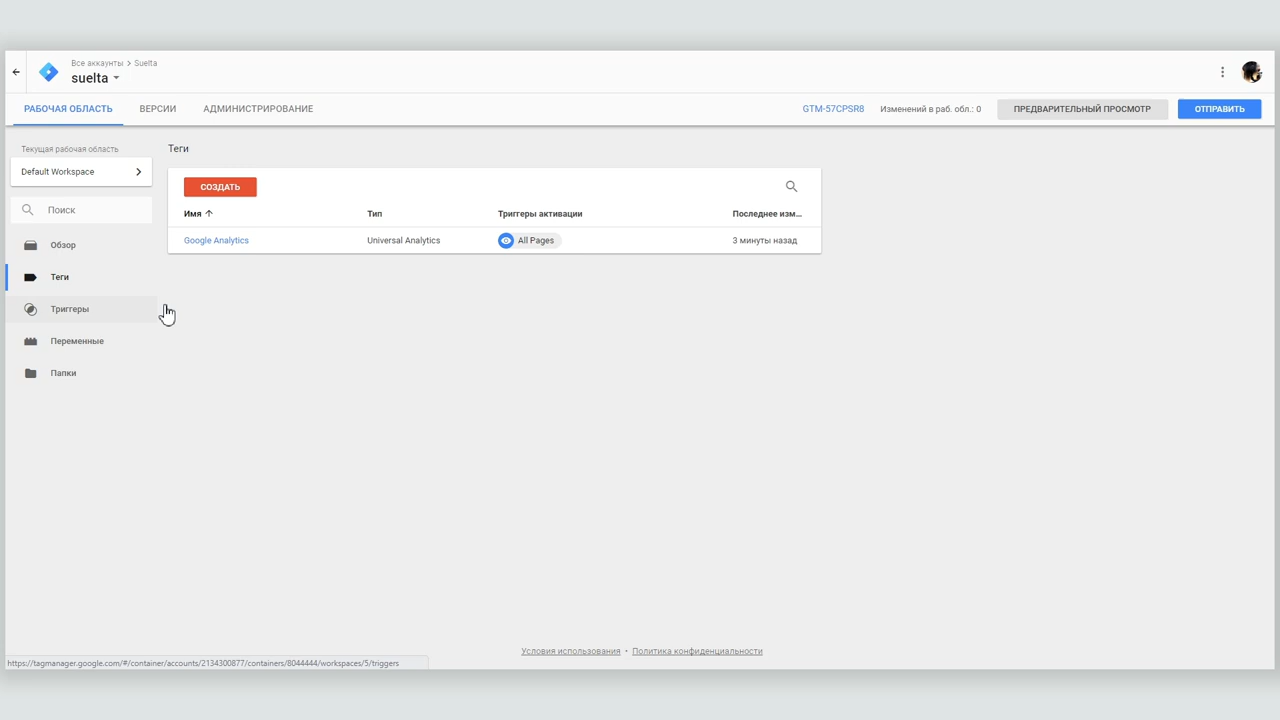 Все аккаунты > Suelta
suelta
РАБОЧАЯ ОБЛАСТЬ ВЕРСИИ АДМИНИСТРИРОВАНИЕ GTM-57CPSR8 Изменений в раб. обл.: 0 ПРЕДВАРИТЕЛЬНЫЙ ПРОСМОТР ОТПРАВИТЬ
Текущая рабочая область
Default Workspace
Поиск
Обзор
Теги
Триггеры
Переменные
Папки
Теги
СОЗДАТЬ
Имя Тип Триггеры активации Последнее изм...
Google Analytics Universal Analytics All Pages 3 минуты назад
Условия использования • Политика конфиденциальности
https://tagmanager.google.com/#/container/accounts/2134300877/containers/8044444/workspaces/5/triggers